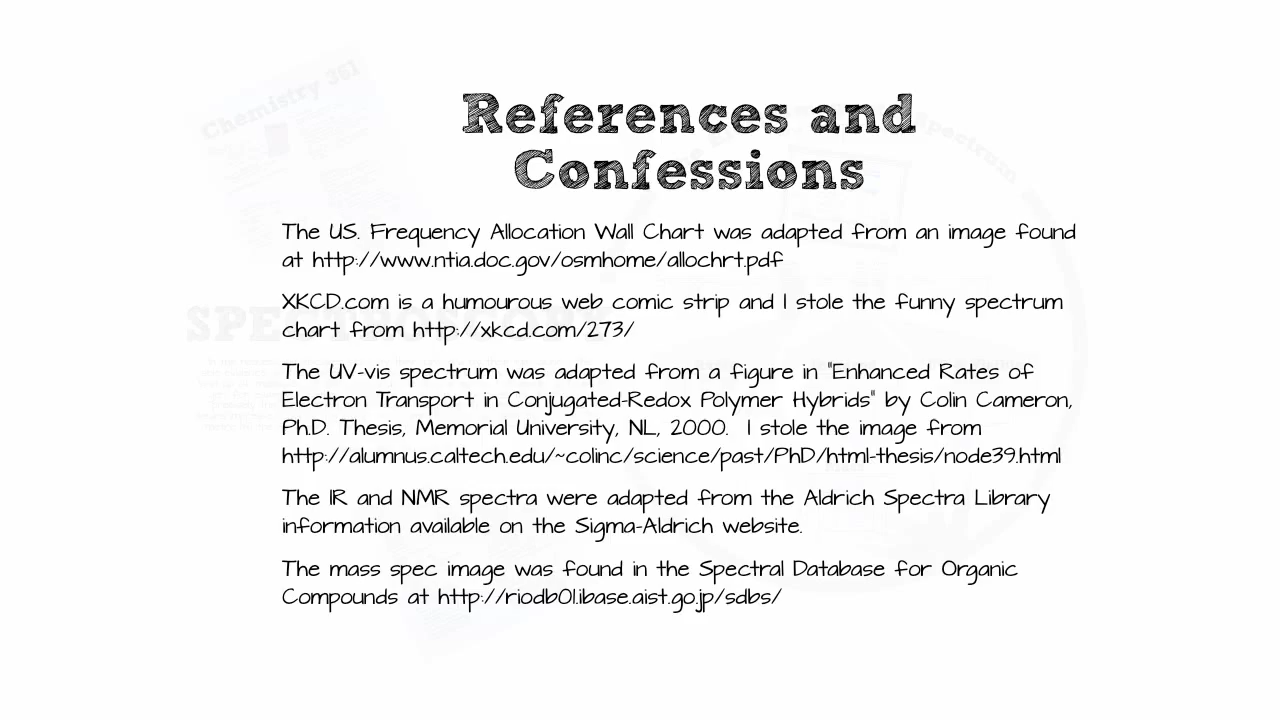 References and
Confessions
The US. Frequency Allocation Wall Chart was adapted from an image found
at http://www.ntia.doc.gov/osmhome/allochrt.pdf
XKCD.com is a humourous web comic strip and I stole the funny spectrum
chart from http://xkcd.com/273/
The UV-vis spectrum was adapted from a figure in "Enhanced Rates of
Electron Transport in Conjugated-Redox Polymer Hybrids" by Colin Cameron,
Ph.D. Thesis, Memorial University, NL, 2000.  I stole the image from
http://alumnus.caltech.edu/~colinc/science/past/PhD/html-thesis/node39.html
The IR and NMR spectra were adapted from the Aldrich Spectra Library
information available on the Sigma-Aldrich website.
The mass spec image was found in the Spectral Database for Organic
Compounds at http://riodb01.ibase.aist.go.jp/sdbs/
Chemistry 361
Spectrum
SPECTROSCOPY